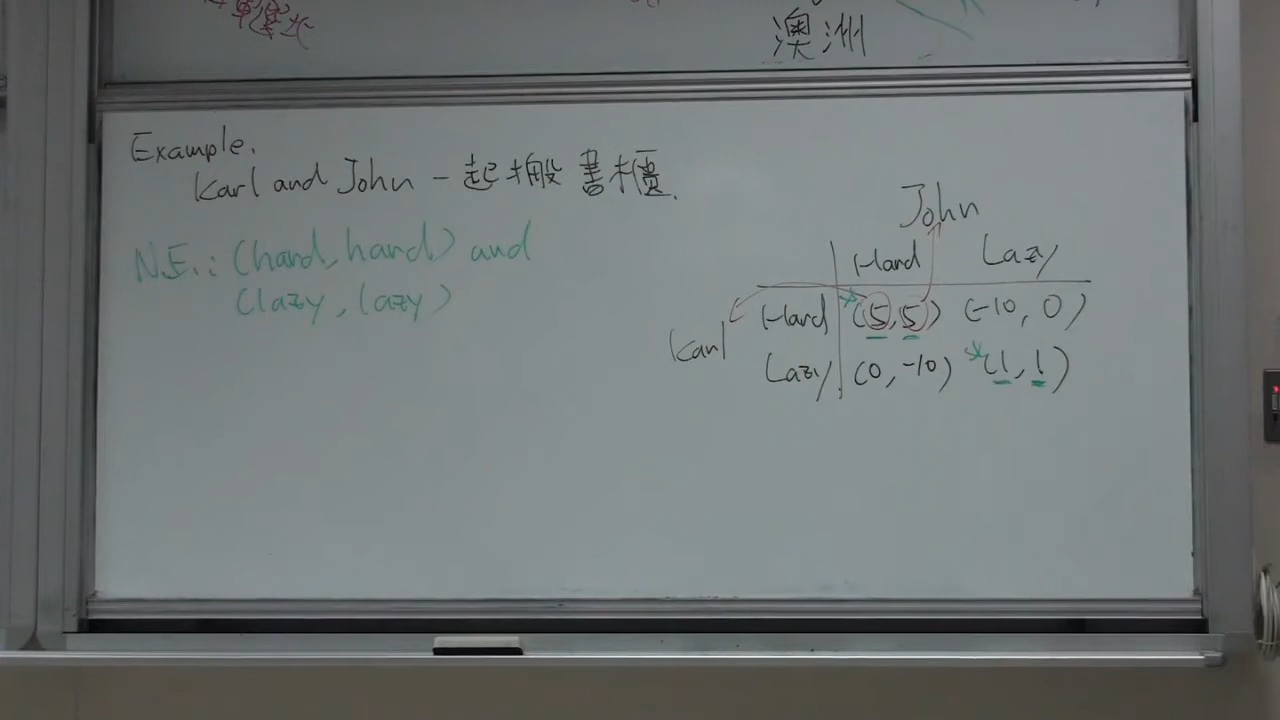 澳洲
Example.
Karl and John 一起搬書櫃.
N.E.: (hard, hard) and
(lazy, lazy)
John
Hard Lazy
Hard *(5,5) (-10, 0)
Karl
Lazy (0, -10) *(1, 1)